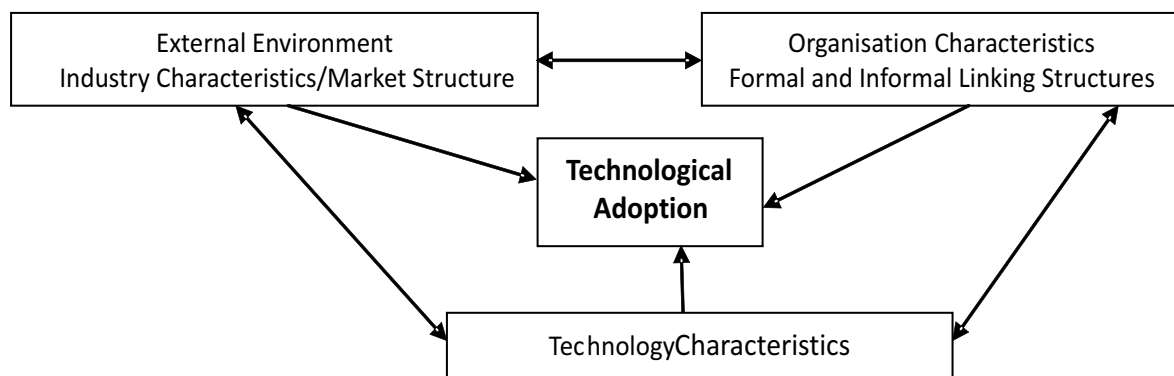 External Environment
Industry Characteristics/Market Structure
Organisation Characteristics
Formal and Informal Linking Structures
Technological
Adoption
TechnologyCharacteristics